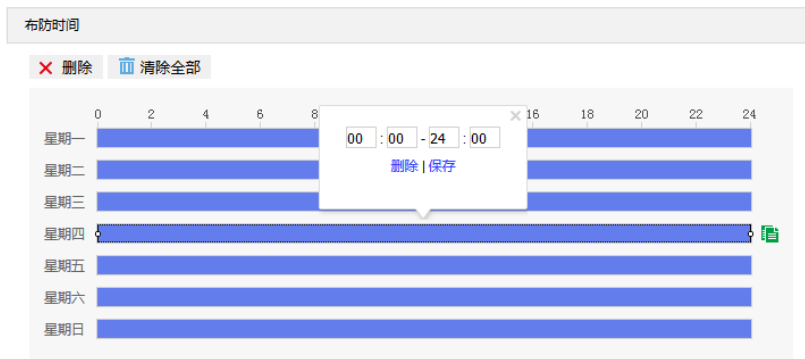 布防时间
删除 清除全部
0 2 4 6 8 16 18 20 22 24
00 : 00 - 24 : 00
删除 | 保存
星期一
星期二
星期三
星期四
星期五
星期六
星期日